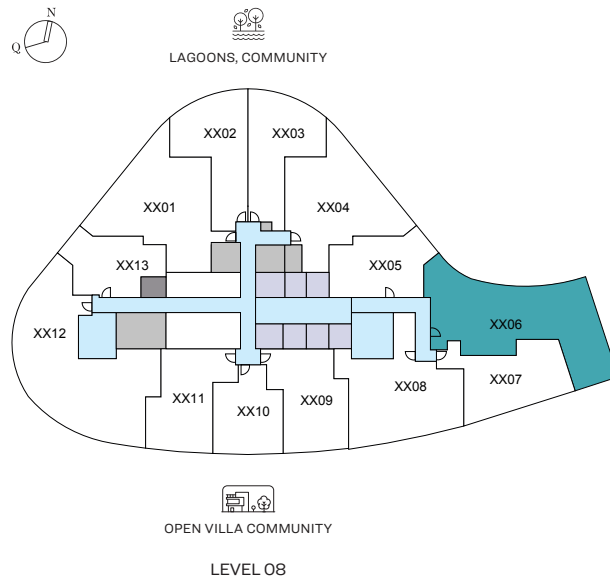 N
Q
LAGOONS, COMMUNITY
XX02
XX03
XX01
XX04
XX13
XX05
XX12
XX06
XX07
XX08
XX11
XX10
XX09
OPEN VILLA COMMUNITY
LEVEL 08